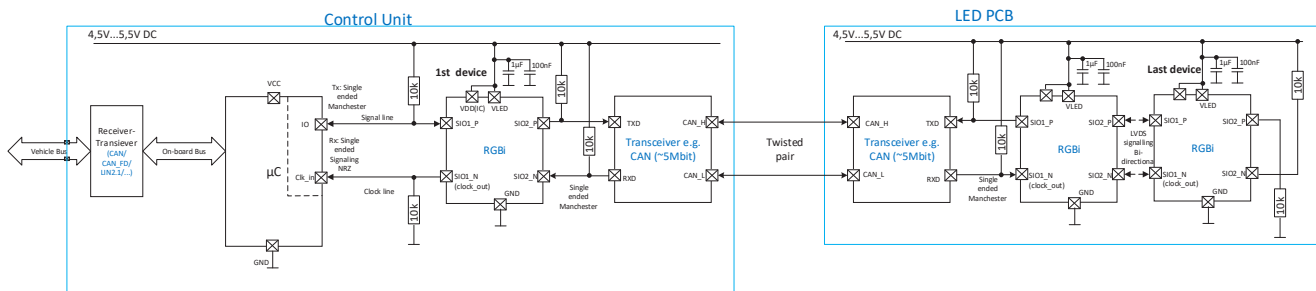 Control Unit
4,5V...5,5V DC
Receiver-
Transiever
(CAN/
CAN_FD/
LIN2.1/...)
Vehicle Bus
On-board Bus
VCC
IO
µC
Clk_in
GND
Tx: Single
ended
Manchester
Signal line
Rx: Single
ended
Signaling
NRZ
Clock line
10k
10k
1st device
1µF
100nF
VDD(IC)
VLED
SIO1_P
SIO2_P
RGBi
SIO1_N
(clock_out)
SIO2_N
GND
10k
10k
Single
ended
Manchester
TXD
CAN_H
Transceiver e.g.
CAN (~5Mbit)
RXD
CAN_L
Twisted
pair
LED PCB
4,5V...5,5V DC
CAN_H
TXD
Transceiver e.g.
CAN (~5Mbit)
CAN_L
RXD
10k
10k
Single
ended
Manchester
1µF
100nF
VLED
SIO1_P
SIO2_P
RGBi
SIO1_N
(clock_out)
SIO2_N
GND
LVDS
signalling
Bi-
directional
Last device
1µF
100nF
VLED
SIO1_P
SIO2_P
RGBi
SIO1_N
(clock_out)
SIO2_N
GND
10k
10k